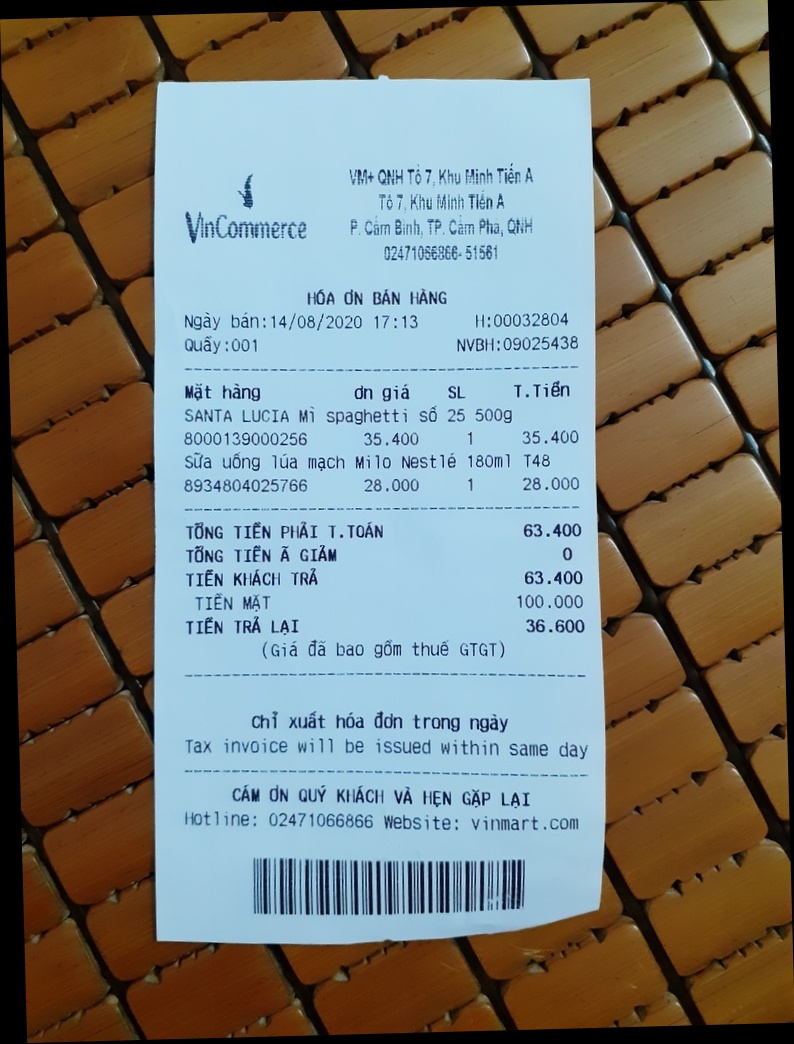 VinCommerce
VM+ QNH Tổ 7, Khu Minh Tiến A
Tổ 7, Khu Minh Tiến A
P. Cẩm Bình, TP. Cẩm Phả, QNH
02471066866-51561
HÓA ƠN BÁN HÀNG
Ngày bán:14/08/2020 17:13 H:00032804
Quầy:001 NVBH:09025438
Mặt hàng ơn giá SL T.Tiền
SANTA LUCIA Mì spaghetti số 25 500g
8000139000256 35.400 1 35.400
Sữa uống lúa mạch Milo Nestlé 180ml T48
8934804025766 28.000 1 28.000
TỔNG TIỀN PHẢI T.TOÁN 63.400
TỔNG TIỀN Ã GIẢM 0
TIỀN KHÁCH TRẢ 63.400
TIỀN MẶT 100.000
TIỀN TRẢ LẠI 36.600
(Giá đã bao gồm thuế GTGT)
Chỉ xuất hóa đơn trong ngày
Tax invoice will be issued within same day
CẢM ƠN QUÝ KHÁCH VÀ HẸN GẶP LẠI
Hotline: 02471066866 Website: vinmart.com